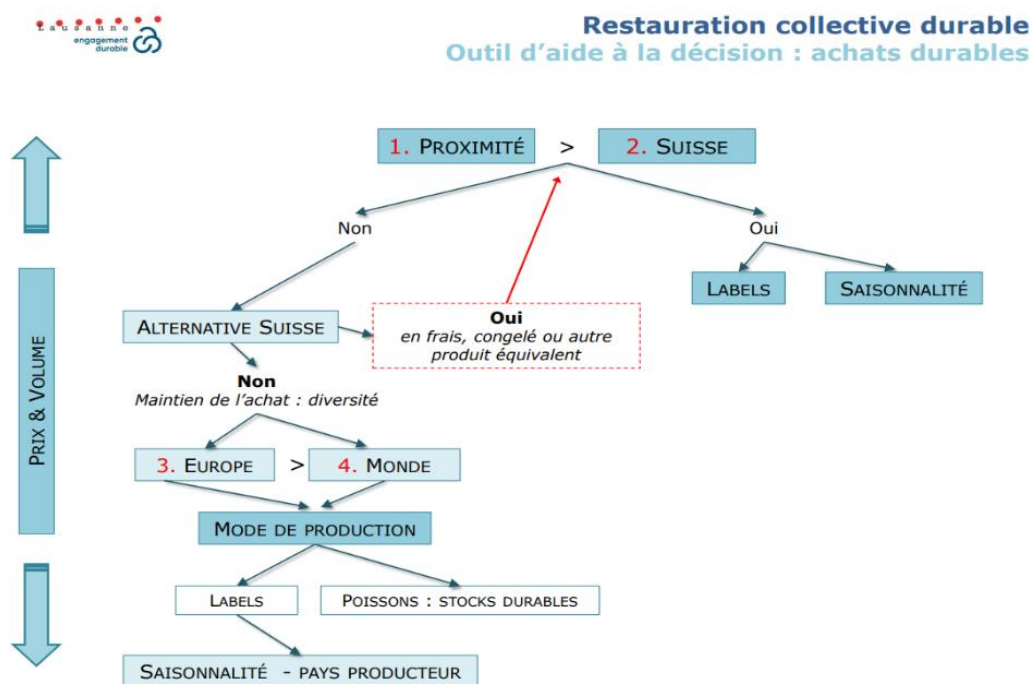 Lausanne
engagement
durable
Restauration collective durable
Outil d'aide à la décision : achats durables
1. PROXIMITÉ > 2. SUISSE
Non
Oui
LABELS
SAISONNALITÉ
ALTERNATIVE SUISSE
Oui
en frais, congelé ou autre
produit équivalent
Non
Maintien de l'achat : diversité
PRIX & VOLUME
3. EUROPE > 4. MONDE
MODE DE PRODUCTION
LABELS
POISSONS : STOCKS DURABLES
SAISONNALITÉ - PAYS PRODUCTEUR